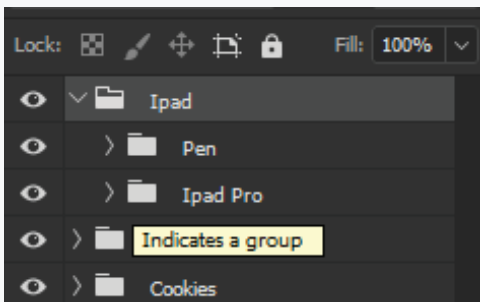 Lock: Fill: 100%
Ipad
Pen
Ipad Pro
Indicates a group
Cookies